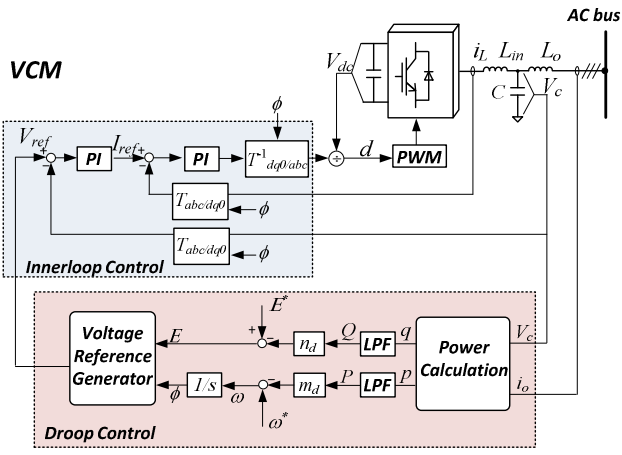 AC bus
VCM
V_dc
i_L
L_in
L_o
C
V_c
ϕ
V_ref
+
-
PI
I_ref
+
-
PI
T^-1_dq0/abc
÷
d
PWM
T_abc/dq0
ϕ
T_abc/dq0
ϕ
Innerloop Control
E*
Voltage Reference Generator
E
+
-
n_d
Q
LPF
q
Power Calculation
V_c
ϕ
1/s
ω
-
m_d
P
LPF
p
i_o
ω*
Droop Control